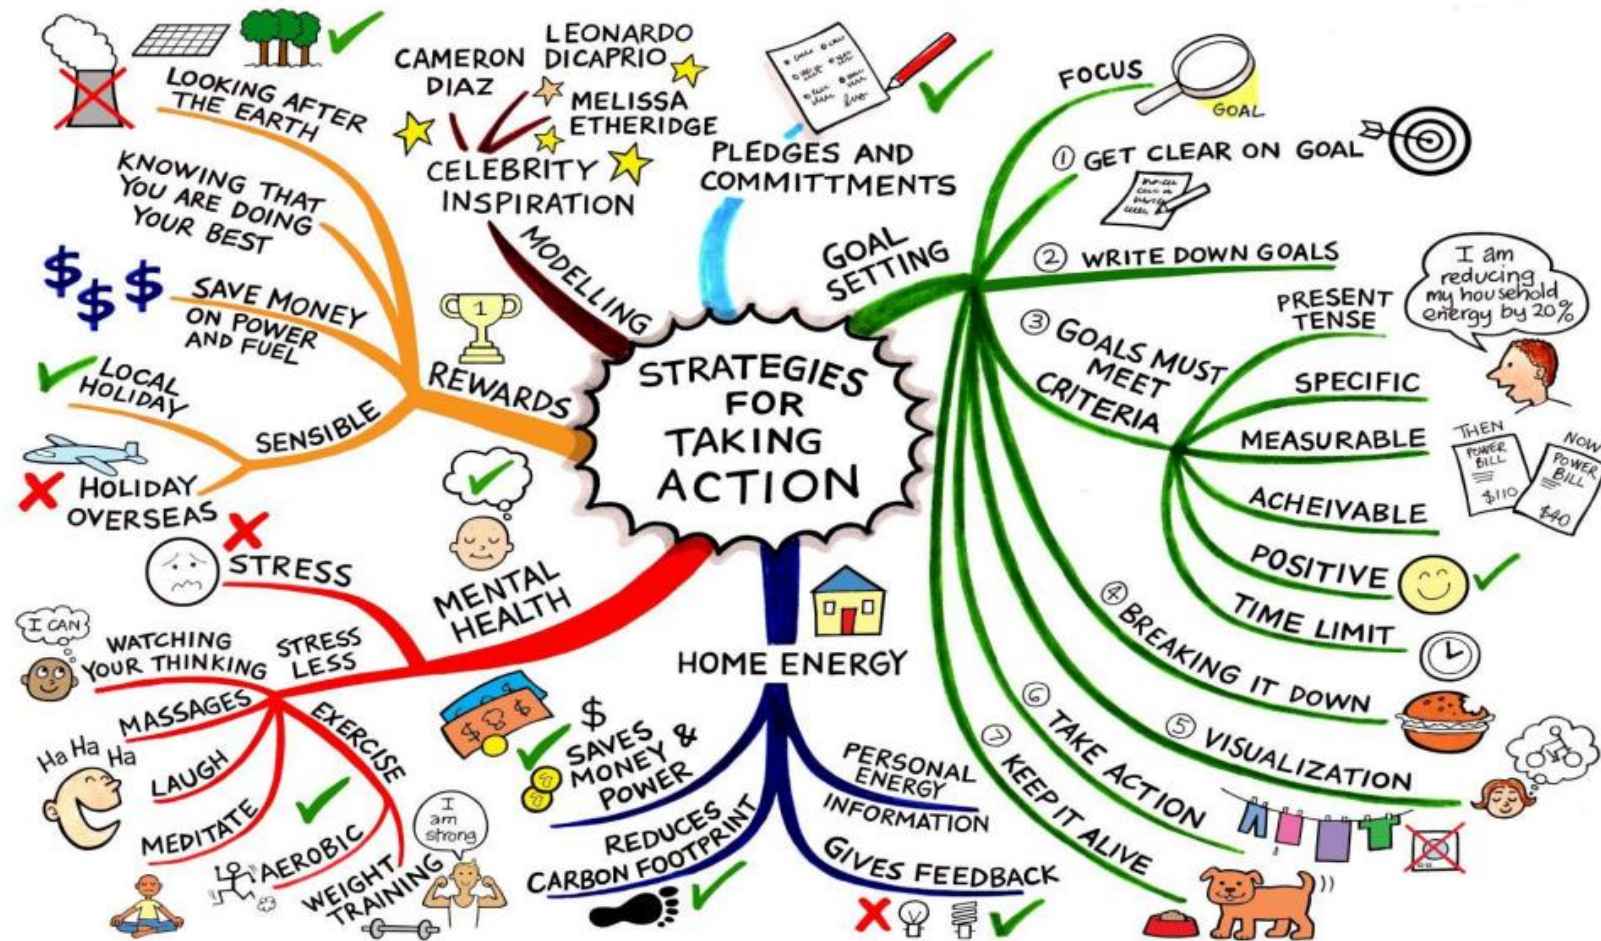 STRATEGIES
FOR
TAKING
ACTION
GOAL
SETTING
FOCUS
GOAL
① GET CLEAR ON GOAL
② WRITE DOWN GOALS
③ GOALS MUST
MEET
CRITERIA
PRESENT
TENSE
I am
reducing
my household
energy by 20%
SPECIFIC
MEASURABLE
THEN
POWER
BILL
$110
NOW
POWER
BILL
$40
ACHEIVABLE
POSITIVE
TIME LIMIT
④ BREAKING IT DOWN
⑤ VISUALIZATION
⑥ TAKE ACTION
⑦ KEEP IT ALIVE
HOME ENERGY
PERSONAL
ENERGY
INFORMATION
GIVES FEEDBACK
$
SAVES
MONEY &
POWER
$ $
REDUCES
CARBON FOOTPRINT
MENTAL
HEALTH
STRESS
STRESS
LESS
I CAN
WATCHING
YOUR THINKING
MASSAGES
Ha Ha Ha
LAUGH
MEDITATE
EXERCISE
AEROBIC
WEIGHT
TRAINING
I
am
strong
REWARDS
1
LOOKING AFTER
THE EARTH
KNOWING THAT
YOU ARE DOING
YOUR BEST
$ $ $
SAVE MONEY
ON POWER
AND FUEL
SENSIBLE
LOCAL
HOLIDAY
HOLIDAY
OVERSEAS
MODELLING
CELEBRITY
INSPIRATION
CAMERON
DIAZ
LEONARDO
DICAPRIO
MELISSA
ETHERIDGE
PLEDGES AND
COMMITTMENTS